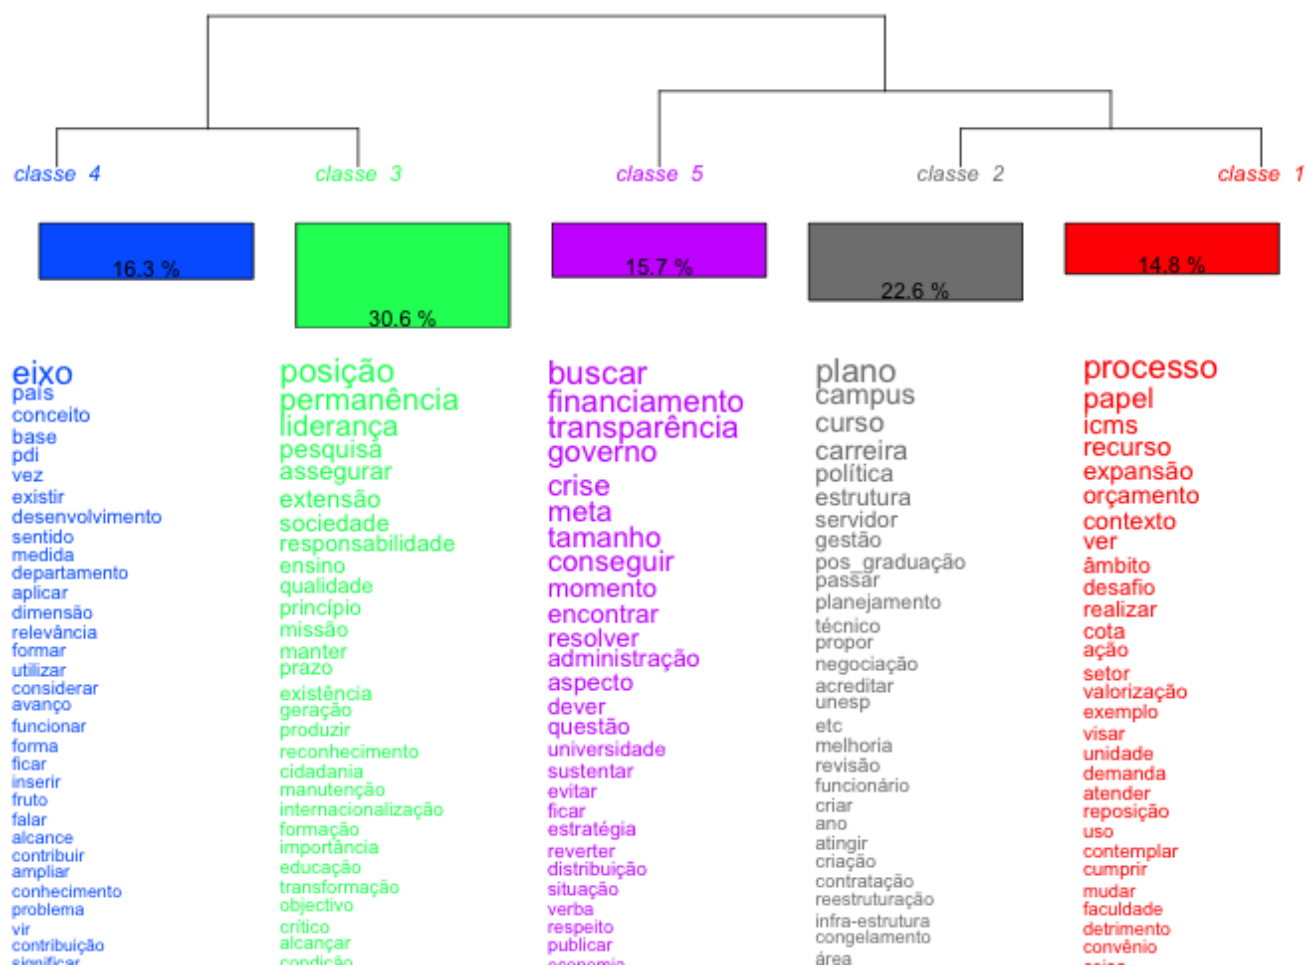 classe 4
classe 3
classe 5
classe 2
classe 1
16.3 %
30.6 %
15.7 %
22.6 %
14.8 %
eixo
país
conceito
base
pdi
vez
existir
desenvolvimento
sentido
medida
departamento
aplicar
dimensão
relevância
formar
utilizar
considerar
avanço
funcionar
forma
ficar
inserir
fruto
falar
alcance
contribuir
ampliar
conhecimento
problema
vir
contribuição
significar
posição
permanência
liderança
pesquisa
assegurar
extensão
sociedade
responsabilidade
ensino
qualidade
princípio
missão
manter
prazo
existência
geração
produzir
reconhecimento
cidadania
manutenção
internacionalização
formação
importância
educação
transformação
objectivo
crítico
alcançar
condição
buscar
financiamento
transparência
governo
crise
meta
tamanho
conseguir
momento
encontrar
resolver
administração
aspecto
dever
questão
universidade
sustentar
evitar
ficar
estratégia
reverter
distribuição
situação
verba
respeito
publicar
economia
plano
campus
curso
carreira
política
estrutura
servidor
gestão
pos_graduação
passar
planejamento
técnico
propor
negociação
acreditar
unesp
etc
melhoria
revisão
funcionário
criar
ano
atingir
criação
contratação
reestruturação
infra-estrutura
congelamento
área
processo
papel
icms
recurso
expansão
orçamento
contexto
ver
âmbito
desafio
realizar
cota
ação
setor
valorização
exemplo
visar
unidade
demanda
atender
reposição
uso
contemplar
cumprir
mudar
faculdade
detrimento
convênio